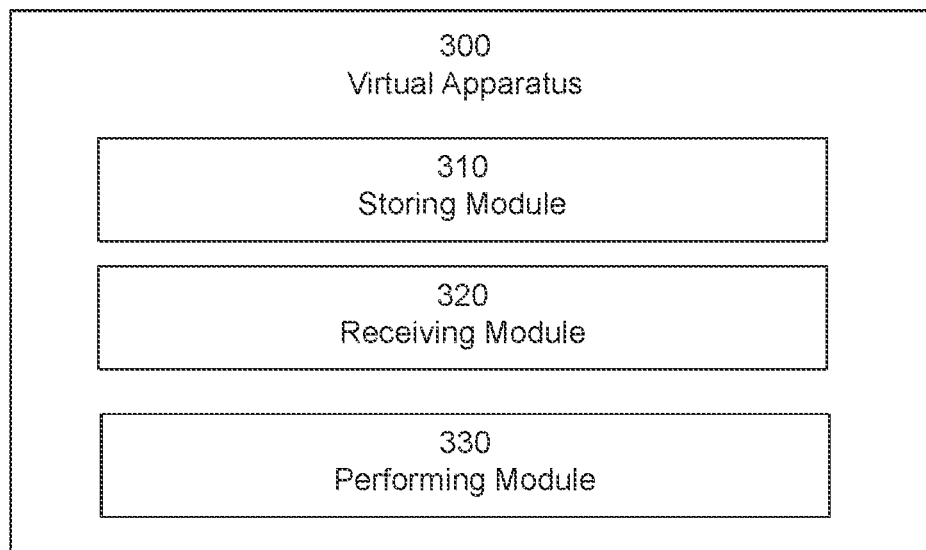 300
Virtual Apparatus
310
Storing Module
320
Receiving Module
330
Performing Module